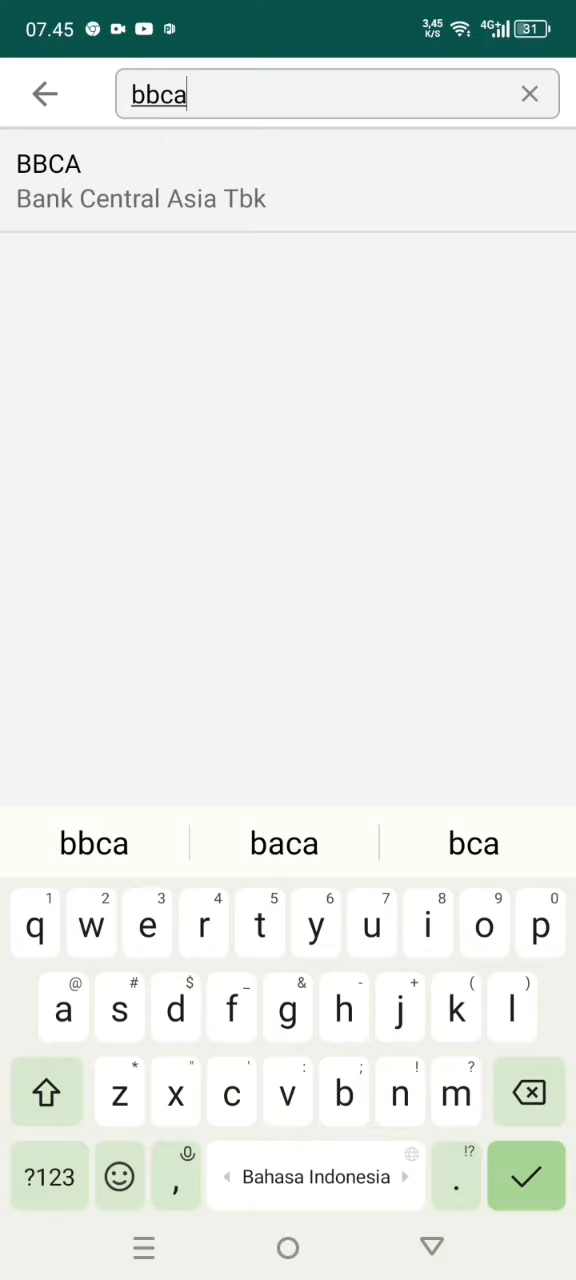 07.45
3,45
K/S
4G+
31
bbca
BBCA
Bank Central Asia Tbk
bbca baca bca
1 2 3 4 5 6 7 8 9 0
q w e r t y u i o p
@ # $ _ & - + ( )
a s d f g h j k l
* " ' : ; ! ?
z x c v b n m
!?
?123 , Bahasa Indonesia .